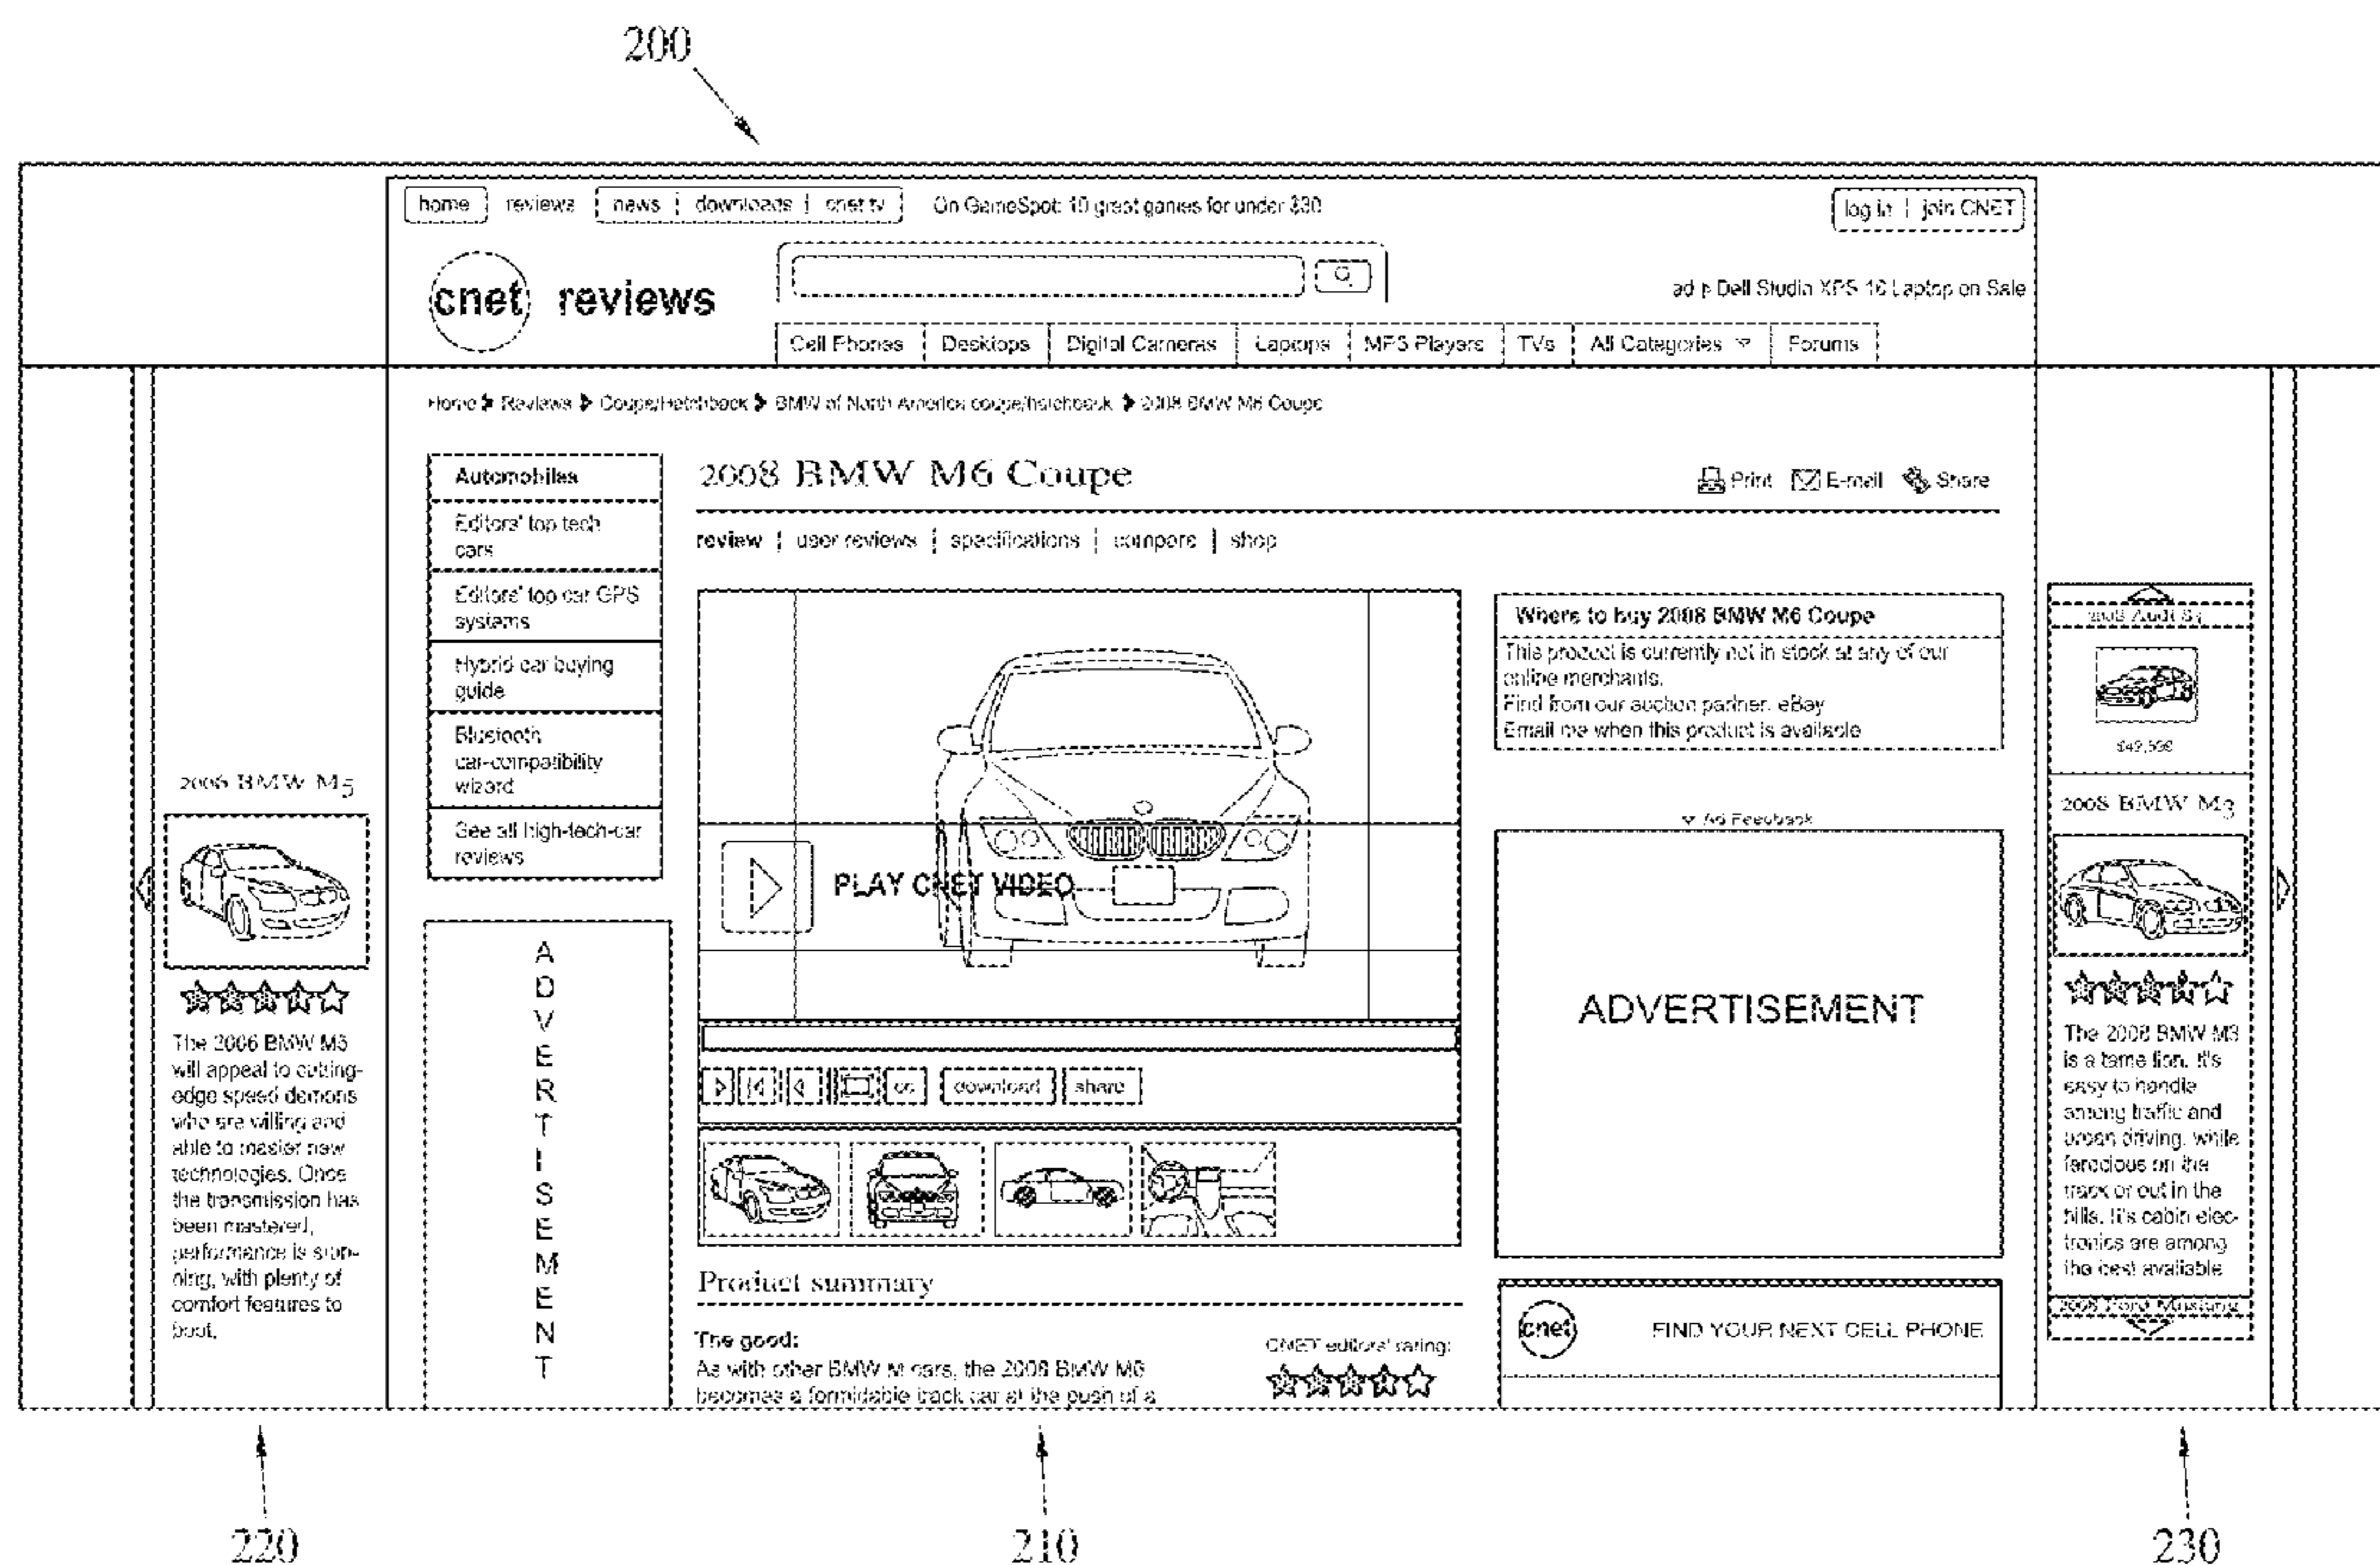 200
home reviews news downloads cnet tv On GameSpot: 10 great games for under $30 log in join CNET
cnet reviews
ad Dell Studio XPS 16 Laptop on Sale
Cell Phones Desktops Digital Cameras Laptops MP3 Players TVs All Categories Forums
Home Reviews Coupe/Hatchback BMW of North America coupe/hatchback 2008 BMW M6 Coupe
2006 BMW M5
The 2006 BMW M5
will appeal to cutting-
edge speed demons
who are willing and
able to master new
technologies. Once
the transmission has
been mastered,
performance is stun-
ning, with plenty of
comfort features to
boot.
Automobiles
Editors' top tech
cars
Editors' top car GPS
systems
Hybrid car buying
guide
Bluetooth
car-compatibility
wizard
See all high-tech-car
reviews
ADVERTISEMENT
2008 BMW M6 Coupe
Print E-mail Share
review user reviews specifications compare shop
PLAY CNET VIDEO
cc download share
Product summary
The good:
As with other BMW M cars, the 2008 BMW M6
becomes a formidable track car at the push of a
CNET editors' rating:
Where to buy 2008 BMW M6 Coupe
This product is currently not in stock at any of our
online merchants.
Find from our auction partner, eBay
Email me when this product is available
Ad Feedback
ADVERTISEMENT
cnet FIND YOUR NEXT CELL PHONE
2008 Audi
2008 BMW M3
The 2008 BMW M3
is a tame lion. It's
easy to handle
among traffic and
urban driving, while
ferocious on the
track or out in the
hills. It's cabin elec-
tronics are among
the best available
2008 Ford Mustang
220
210
230